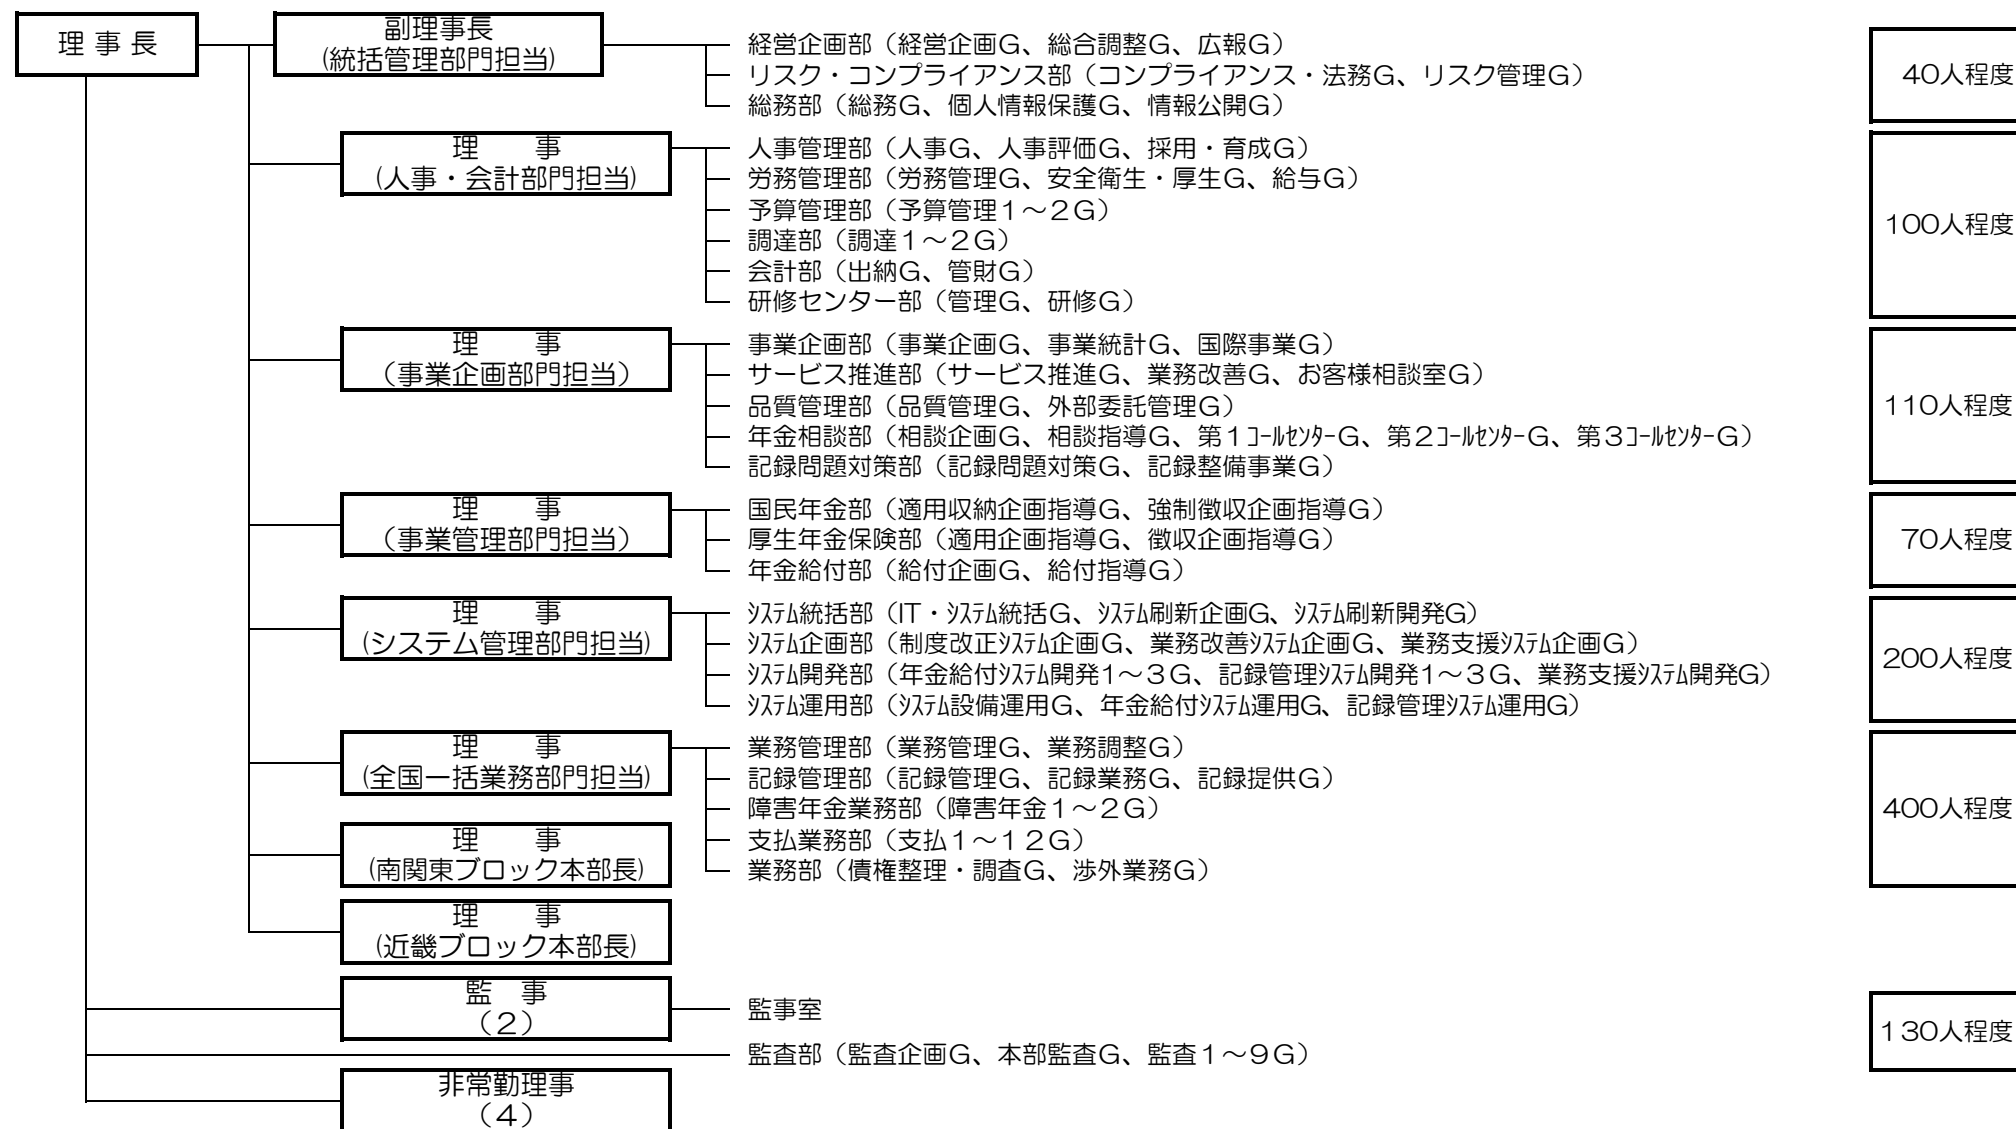 理事長
副理事長
(統括管理部門担当)
経営企画部（経営企画G、総合調整G、広報G）
リスク・コンプライアンス部（コンプライアンス・法務G、リスク管理G）
総務部（総務G、個人情報保護G、情報公開G）
40人程度
理　　事
(人事・会計部門担当)
人事管理部（人事G、人事評価G、採用・育成G）
労務管理部（労務管理G、安全衛生・厚生G、給与G）
予算管理部（予算管理１～２G）
調達部（調達１～２G）
会計部（出納G、管財G）
研修センター部（管理G、研修G）
100人程度
理　　事
（事業企画部門担当）
事業企画部（事業企画G、事業統計G、国際事業G）
サービス推進部（サービス推進G、業務改善G、お客様相談室G）
品質管理部（品質管理G、外部委託管理G）
年金相談部（相談企画G、相談指導G、第１ｺｰﾙｾﾝﾀｰG、第２ｺｰﾙｾﾝﾀｰG、第３ｺｰﾙｾﾝﾀｰG）
記録問題対策部（記録問題対策G、記録整備事業G）
110人程度
理　　事
（事業管理部門担当）
国民年金部（適用収納企画指導G、強制徴収企画指導G）
厚生年金保険部（適用企画指導G、徴収企画指導G）
年金給付部（給付企画G、給付指導G）
70人程度
理　　事
(システム管理部門担当)
ｼｽﾃﾑ統括部（IT・ｼｽﾃﾑ統括G、ｼｽﾃﾑ刷新企画G、ｼｽﾃﾑ刷新開発G）
ｼｽﾃﾑ企画部（制度改正ｼｽﾃﾑ企画G、業務改善ｼｽﾃﾑ企画G、業務支援ｼｽﾃﾑ企画G）
ｼｽﾃﾑ開発部（年金給付ｼｽﾃﾑ開発1～３G、記録管理ｼｽﾃﾑ開発1～３G、業務支援ｼｽﾃﾑ開発G）
ｼｽﾃﾑ運用部（ｼｽﾃﾑ設備運用G、年金給付ｼｽﾃﾑ運用G、記録管理ｼｽﾃﾑ運用G）
200人程度
理　　事
(全国一括業務部門担当)
業務管理部（業務管理G、業務調整G）
記録管理部（記録管理G、記録業務G、記録提供G）
障害年金業務部（障害年金１～２G）
支払業務部（支払１～１２G）
業務部（債権整理・調査G、渉外業務G）
400人程度
理　　事
(南関東ブロック本部長)
理　　事
(近畿ブロック本部長)
監　事
（２）
監事室
監査部（監査企画G、本部監査G、監査１～９G）
１30人程度
非常勤理事
（４）